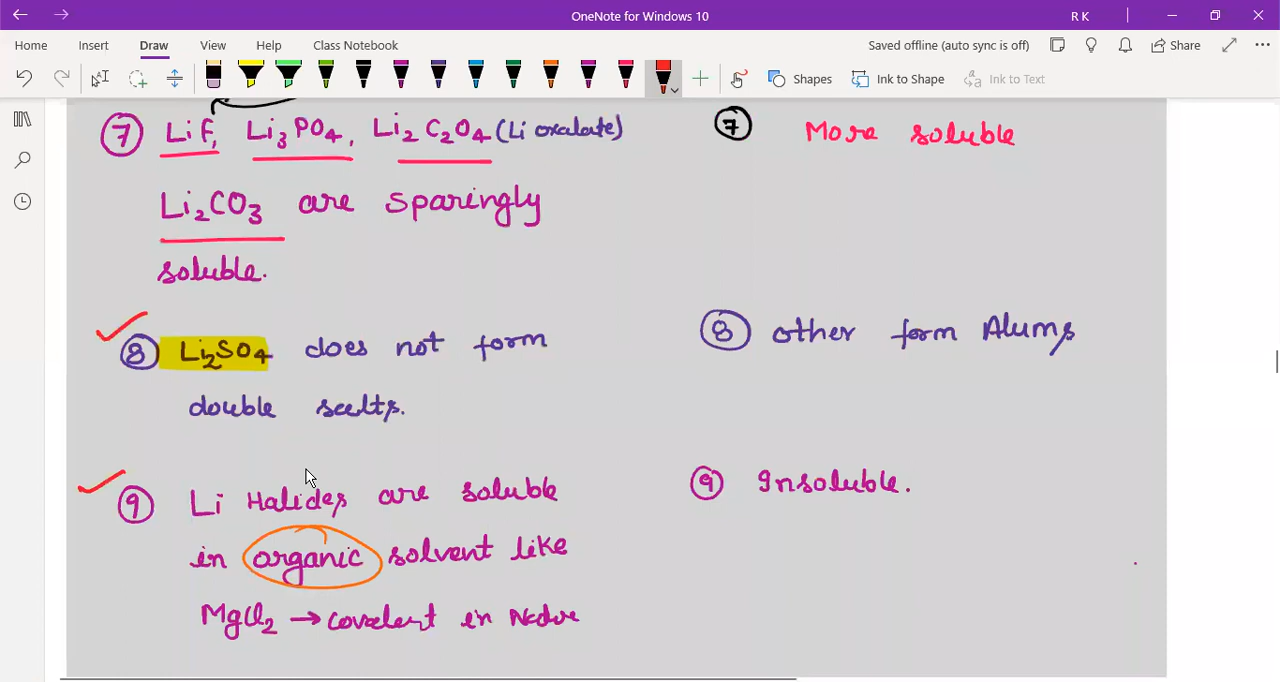 OneNote for Windows 10
R K
Home Insert Draw View Help Class Notebook
Saved offline (auto sync is off)
Share
Shapes
Ink to Shape
Ink to Text
7 LiF, Li3PO4, Li2C2O4 (Li oxalate)
Li2CO3 are sparingly
soluble.
7 More soluble
8 Li2SO4 does not form
double salts.
8 other form Alums
9 Li Halides are soluble
in organic solvent like
MgCl2 → covalent in Nature
9 Insoluble.